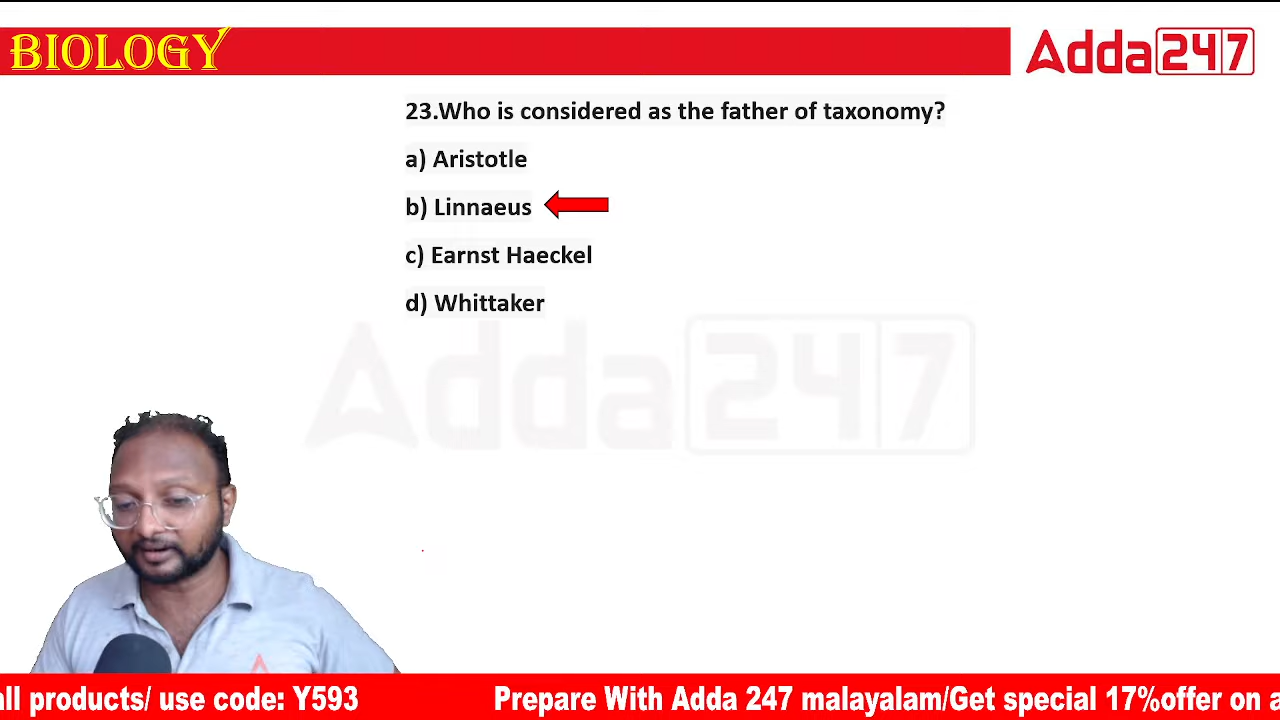 BIOLOGY
Adda247
23.Who is considered as the father of taxonomy?
a) Aristotle
b) Linnaeus
c) Earnst Haeckel
d) Whittaker
Adda247
all products/ use code: Y593 Prepare With Adda 247 malayalam/Get special 17%offer on a